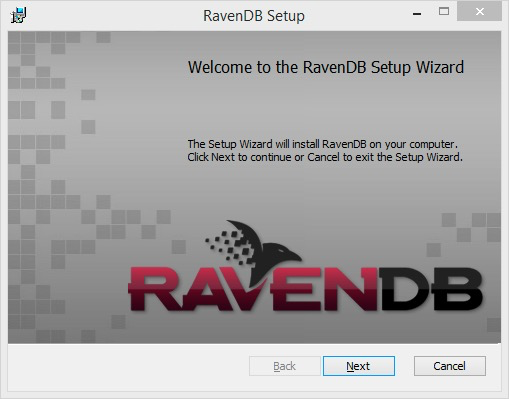 RavenDB Setup
Welcome to the RavenDB Setup Wizard
The Setup Wizard will install RavenDB on your computer.
Click Next to continue or Cancel to exit the Setup Wizard.
RAVENDB
Back
Next
Cancel